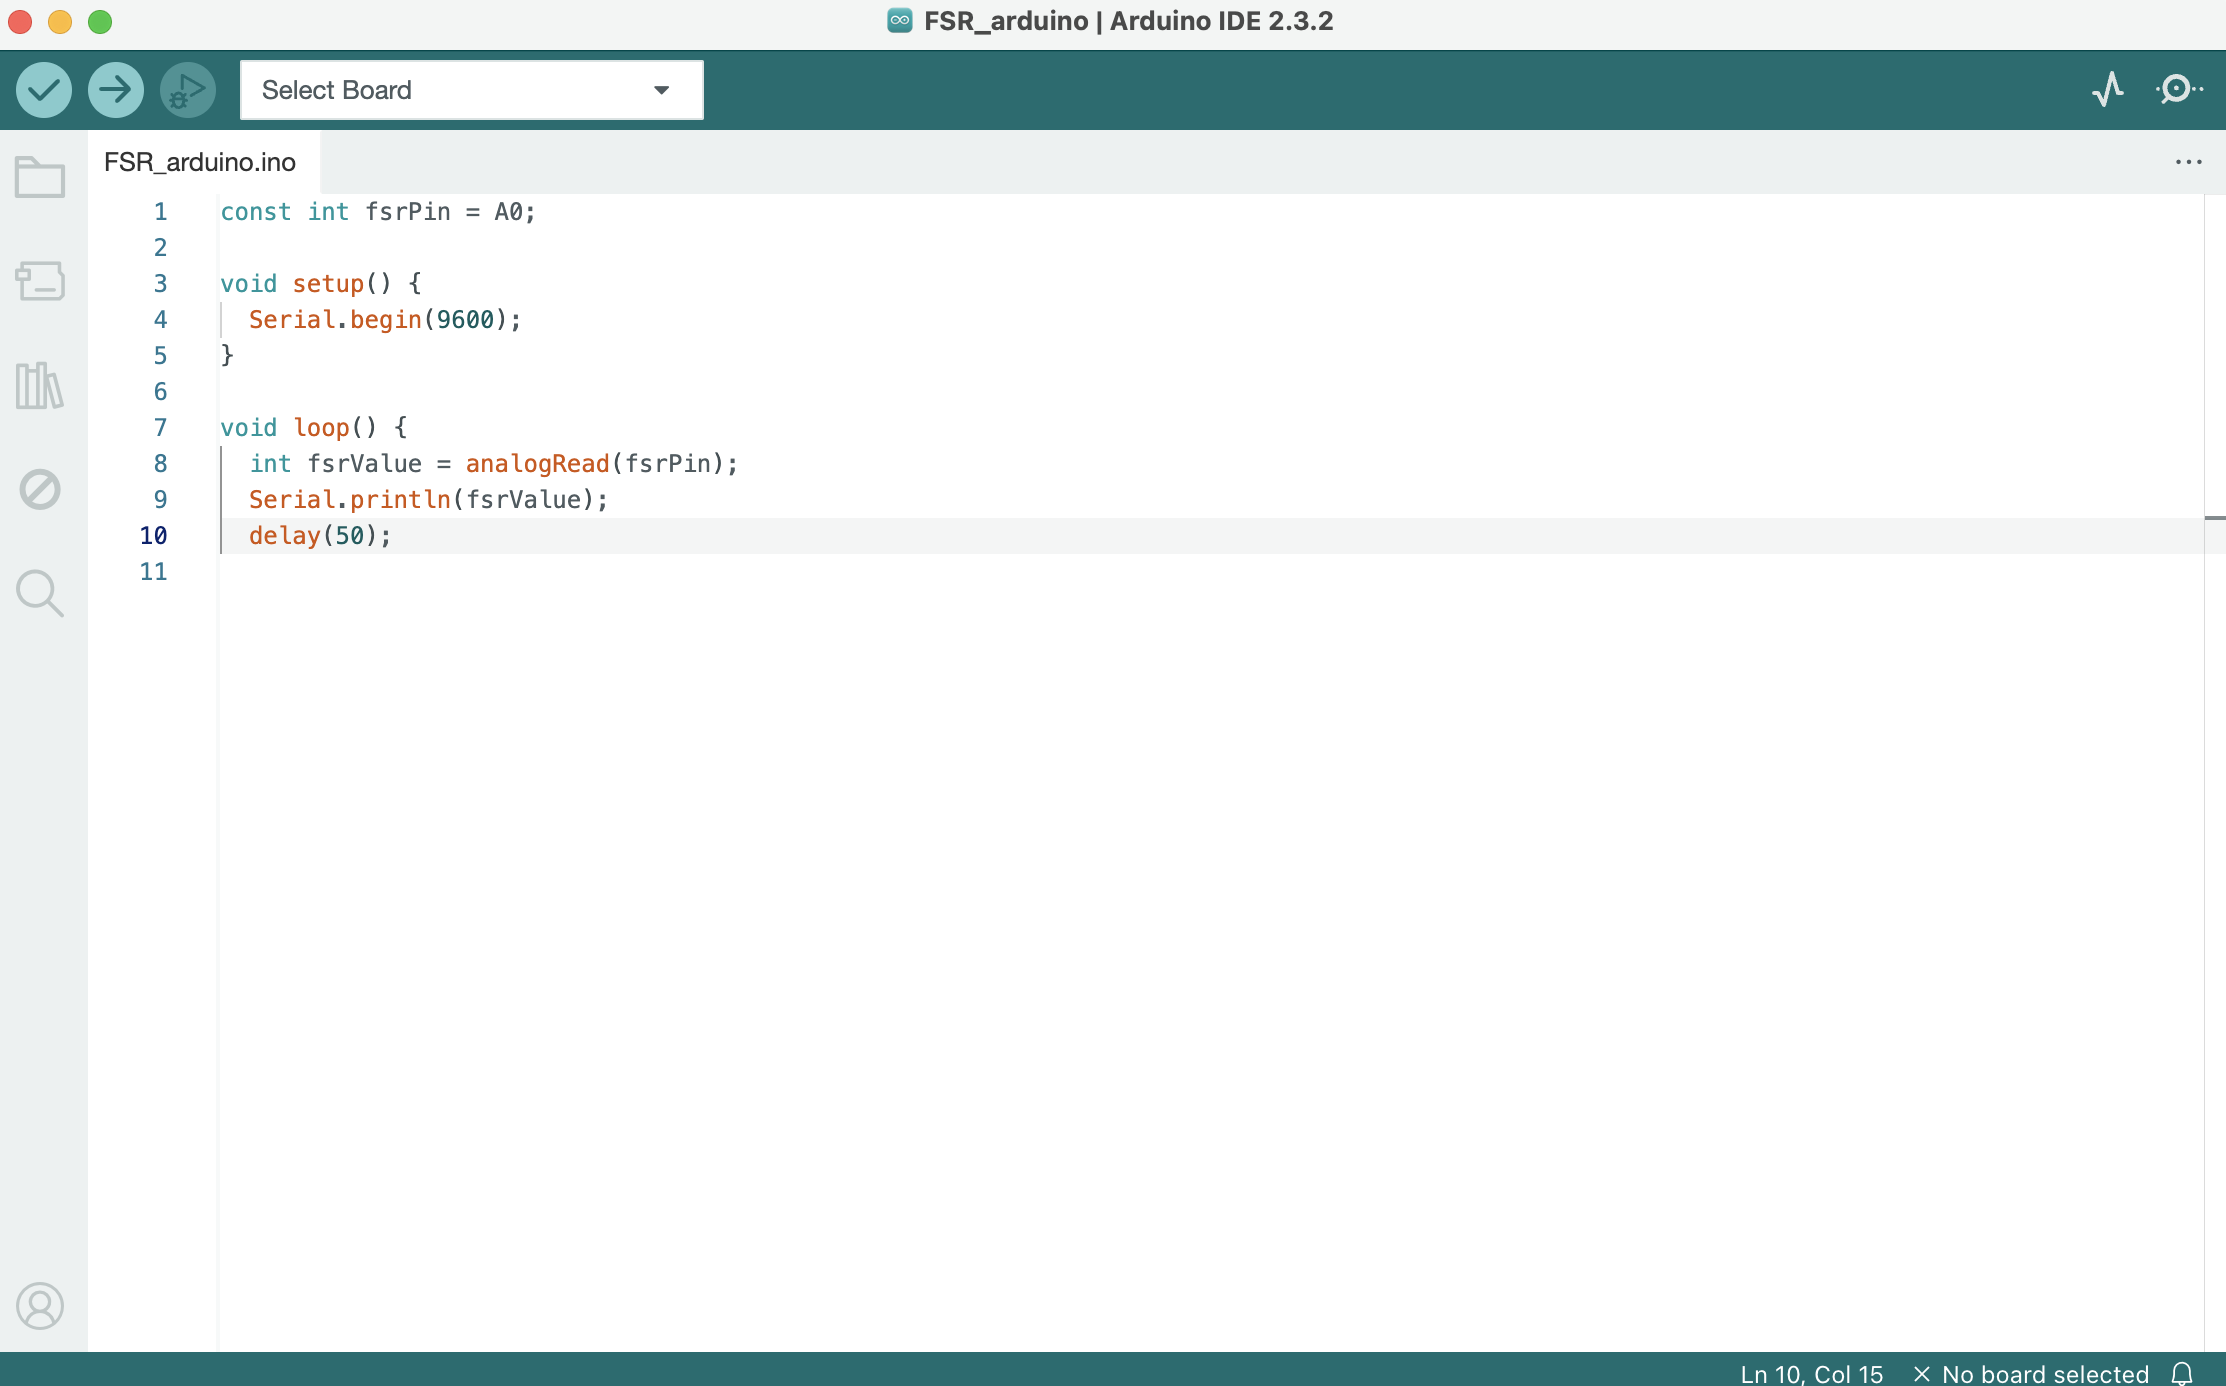 FSR_arduino | Arduino IDE 2.3.2
Select Board
FSR_arduino.ino
1 const int fsrPin = A0;
2
3 void setup() {
4 Serial.begin(9600);
5 }
6
7 void loop() {
8 int fsrValue = analogRead(fsrPin);
9 Serial.println(fsrValue);
10 delay(50);
11
Ln 10, Col 15 × No board selected